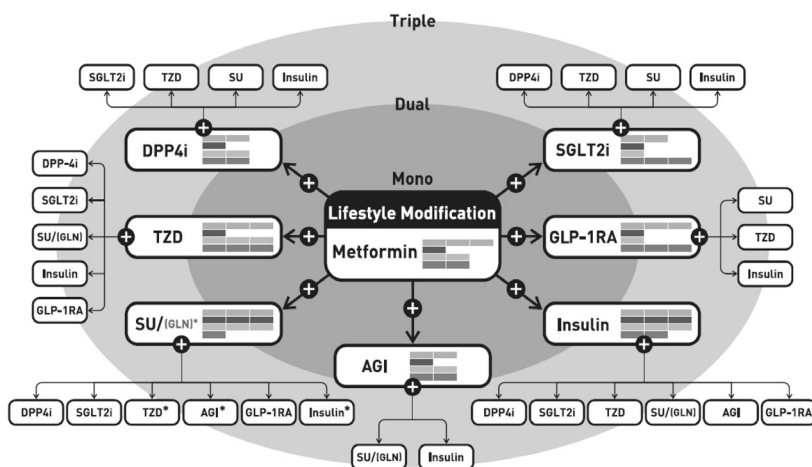 Triple
SGLT2i TZD SU Insulin
DPP4i TZD SU Insulin
Dual
DPP4i
SGLT2i
Mono
DPP-4i
SGLT2i
SU/(GLN)
Insulin
GLP-1RA
TZD
Lifestyle Modification
Metformin
GLP-1RA
SU
TZD
Insulin
SU/(GLN)*
AGI
Insulin
DPP4i SGLT2i TZD* AGI* GLP-1RA Insulin*
SU/(GLN) Insulin
DPP4i SGLT2i TZD SU/(GLN) AGI GLP-1RA